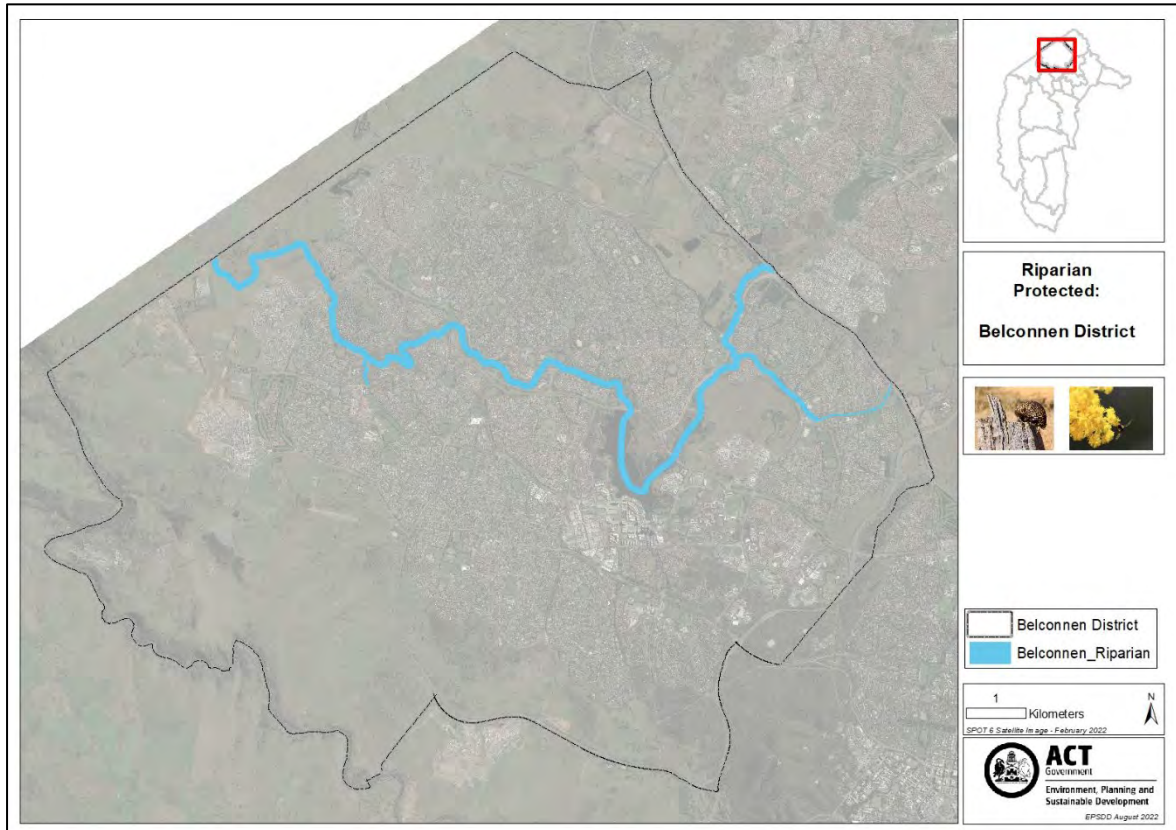 Riparian
Protected:
Belconnen District
Belconnen District
Belconnen_Riparian
1
Kilometers
N
SPOT 6 Satellite Image - February 2022
ACT
Government
Environment, Planning and
Sustainable Development
EPSDD August 2022